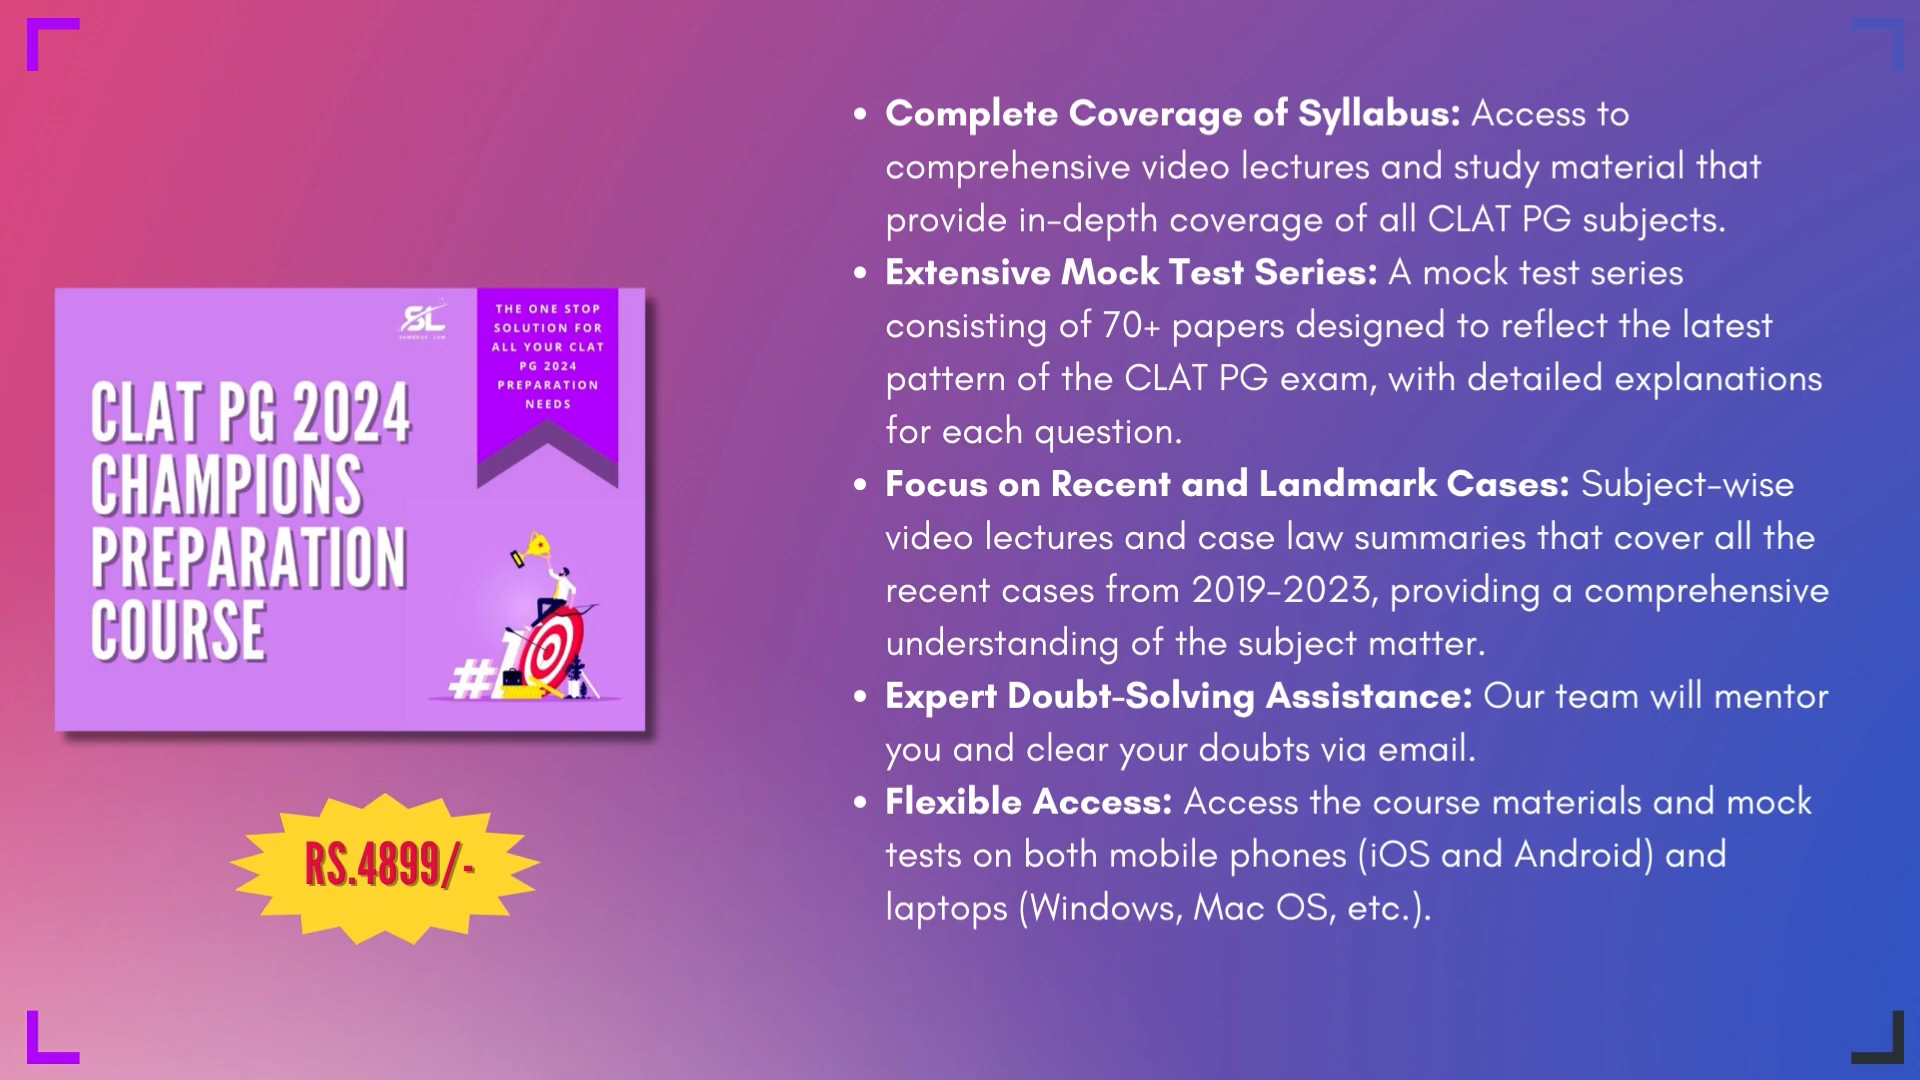 THE ONE STOP
SOLUTION FOR
ALL YOUR CLAT
PG 2024
PREPARATION
NEEDS
SL
CLAT PG 2024
CHAMPIONS
PREPARATION
COURSE
#1
RS.4899/-
• Complete Coverage of Syllabus: Access to
comprehensive video lectures and study material that
provide in-depth coverage of all CLAT PG subjects.
• Extensive Mock Test Series: A mock test series
consisting of 70+ papers designed to reflect the latest
pattern of the CLAT PG exam, with detailed explanations
for each question.
• Focus on Recent and Landmark Cases: Subject-wise
video lectures and case law summaries that cover all the
recent cases from 2019-2023, providing a comprehensive
understanding of the subject matter.
• Expert Doubt-Solving Assistance: Our team will mentor
you and clear your doubts via email.
• Flexible Access: Access the course materials and mock
tests on both mobile phones (iOS and Android) and
laptops (Windows, Mac OS, etc.).